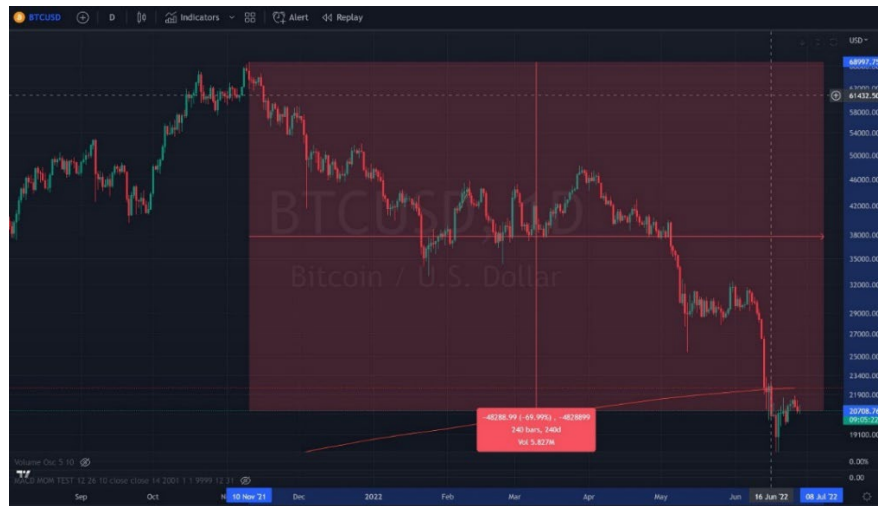 BTCUSD D Indicators Alert Replay
USD
68997.75
61432.50
58000.00
54000.00
50000.00
46000.00
42000.00
BTCUSD, 1D
38000.00
35000.00
Bitcoin / U.S. Dollar
32000.00
29000.00
27000.00
25000.00
23400.00
21900.00
20708.76
-48288.99 (-69.99%) , -4828899
09:05:22
240 bars, 240d
19100.00
Vol 5.827M
Volume Osc 5 10
0.00%
MACD MOM TEST 12 26 10 close close 14 2001 1 1 9999 12 31
0.00
Sep Oct 10 Nov '21 Dec 2022 Feb Mar Apr May Jun 16 Jun '22 08 Jul '22